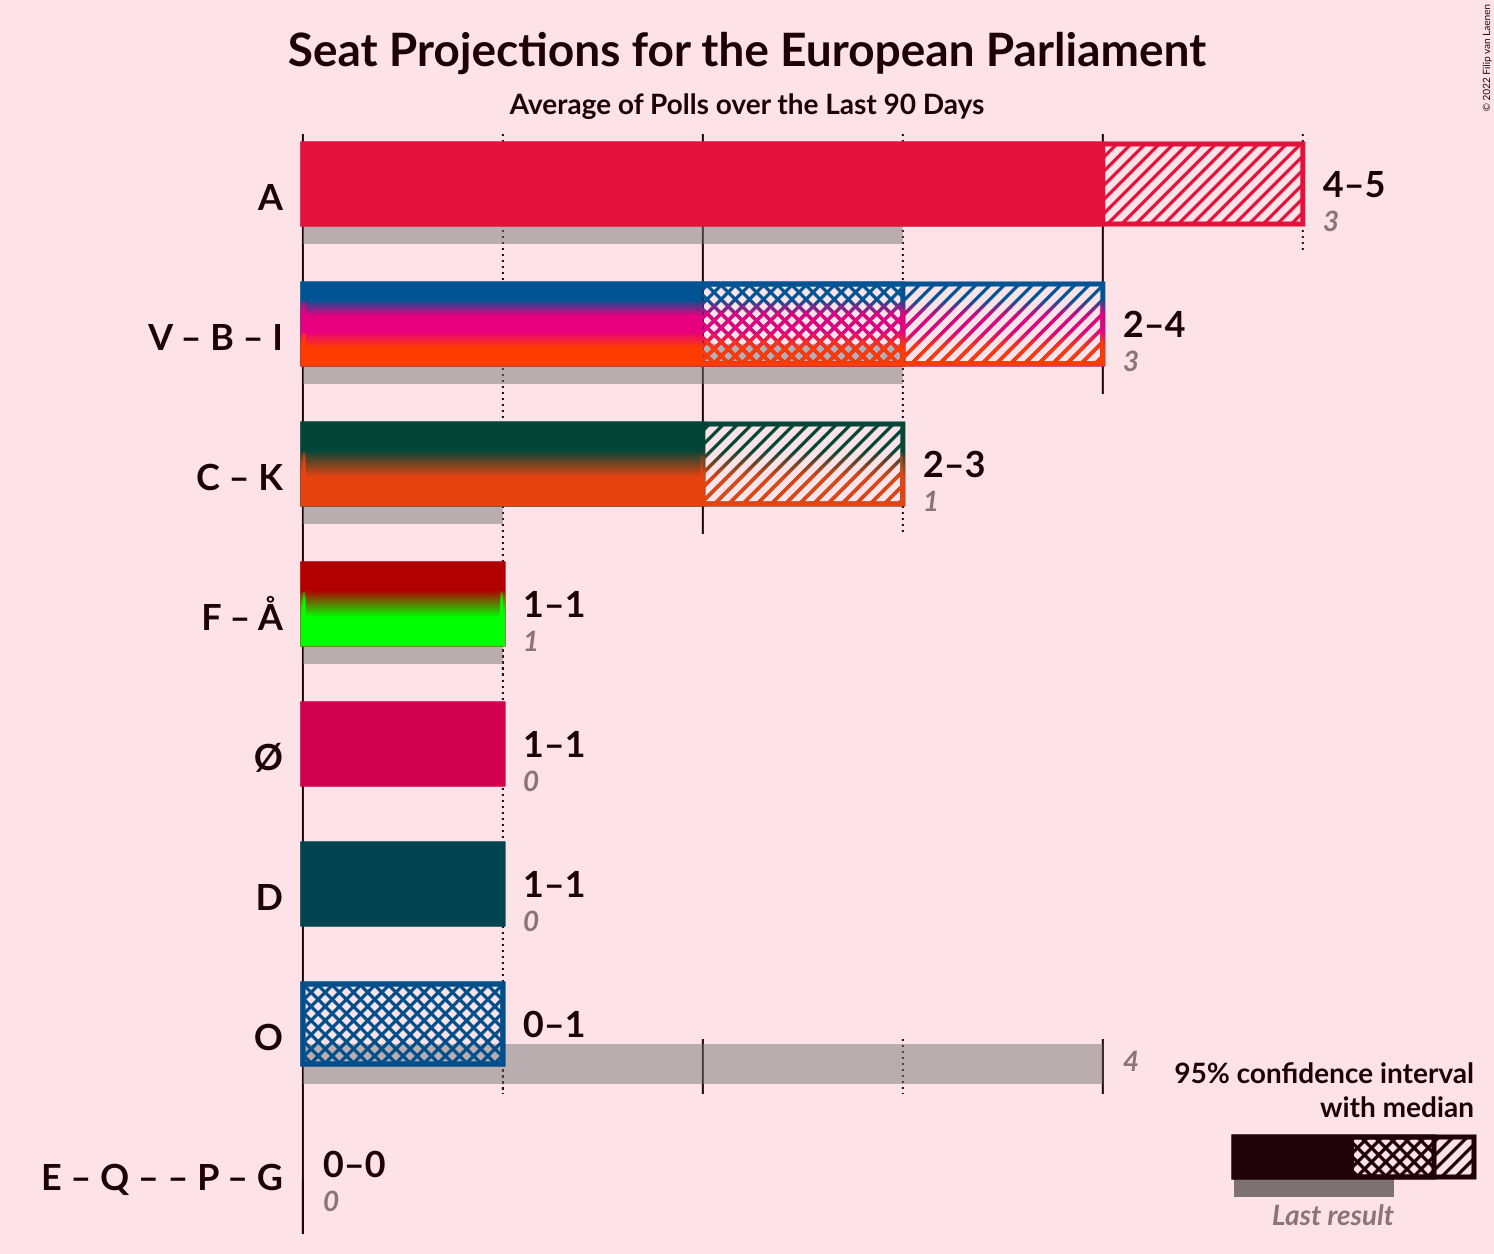 Seat Projections for the European Parliament
Average of Polls over the Last 90 Days
© 2022 Filip van Laenen
A
4–5
3
V – B – I
2–4
3
C – K
2–3
1
F – Å
1–1
1
Ø
1–1
0
D
1–1
0
O
0–1
4
E – Q – – P – G
0–0
0
95% confidence interval
with median
Last result